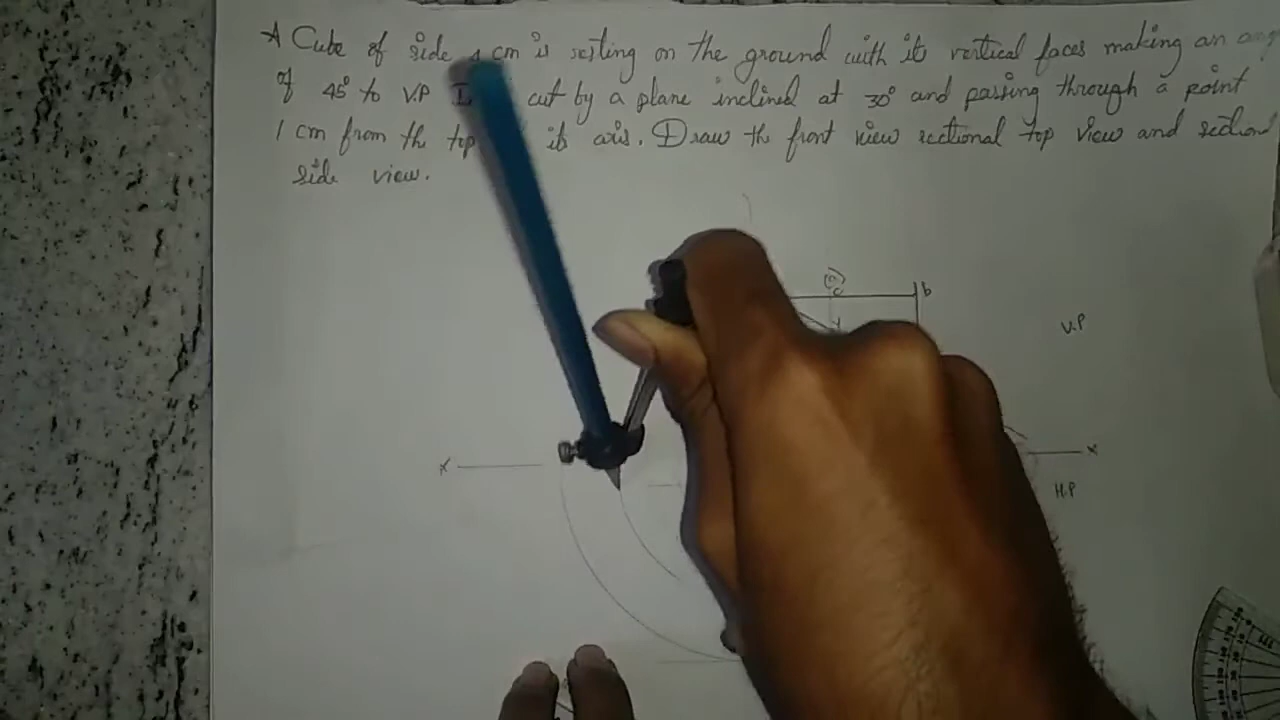 A Cube of side 4 cm is resting on the ground with its vertical faces making an ang
of 45° to V.P cut by a plane inclined at 30° and passing through a point
1 cm from the top its axis. Draw the front view sectional top view and section
side view.
b
V.P
X
X
H.P